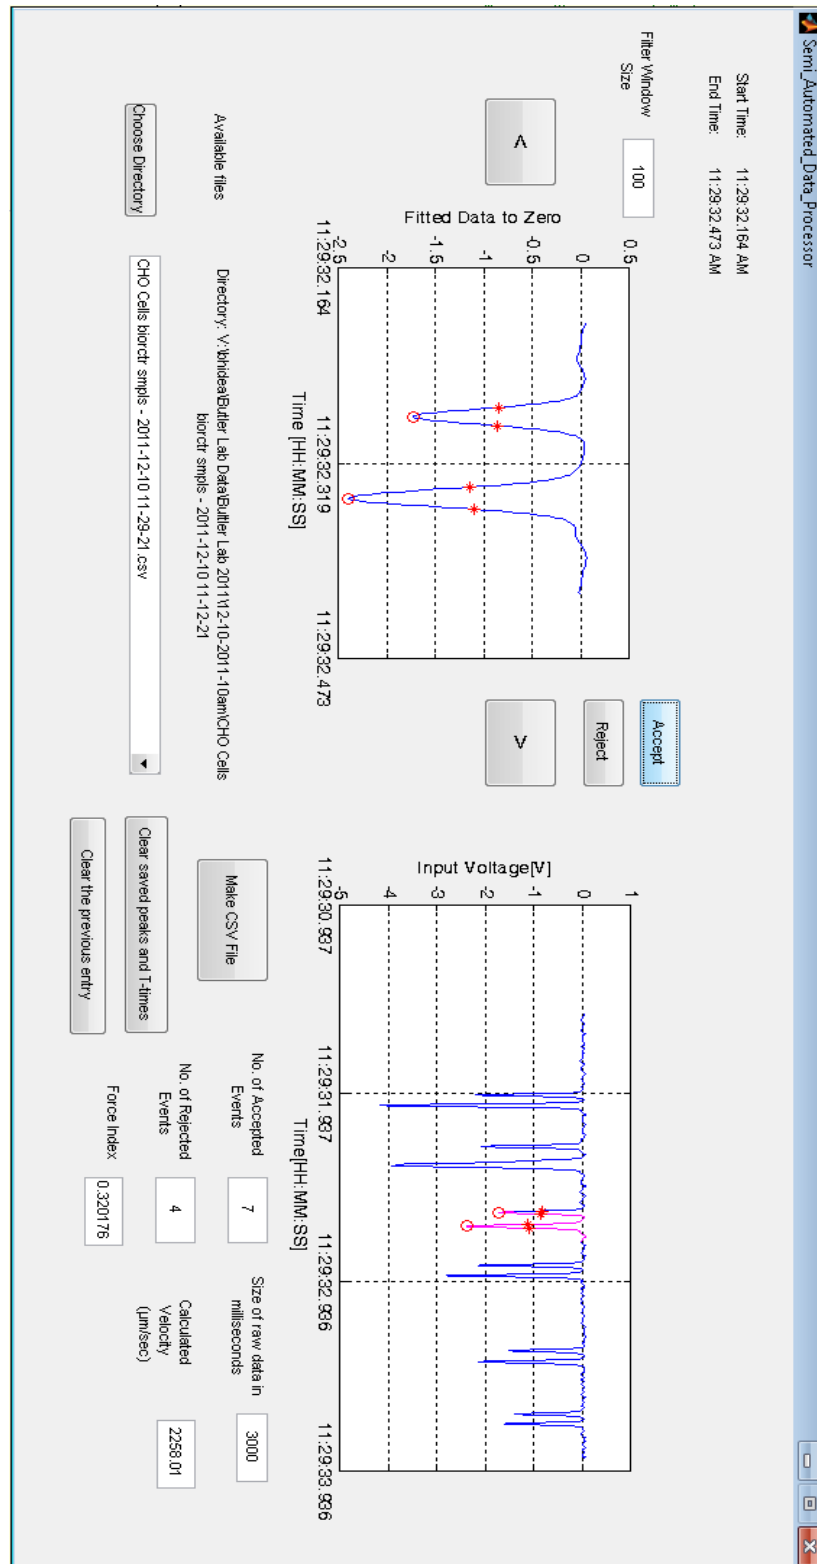 Semi_Automated_Data_Processor
Start Time: 11:29:32.164 AM
End Time: 11:29:32.473 AM
Filter Window
Size
100
<
>
Accept
Reject
Fitted Data to Zero
0.5
0
-0.5
-1
-1.5
-2
-2.5
11:29:32.164
11:29:32.319
11:29:32.473
Time [HH:MM:SS]
Input Voltage[V]
1
0
-1
-2
-3
-4
-5
11:29:30.937
11:29:31.937
11:29:32.936
11:29:33.936
Time[HH:MM:SS]
Available files
Directory: V:\bhidea\Butler Lab Data\Butler Lab 2011\12-10-2011-10am\CHO Cells
biorctr smpls - 2011-12-10 11-12-21
Choose Directory
CHO Cells biorctr smpls - 2011-12-10 11-29-21.csv
Make CSV File
Clear saved peaks and T-times
Clear the previous entry
No. of Accepted
Events
7
No. of Rejected
Events
4
Force Index
0.320176
Size of raw data in
milliseconds
3000
Calculated
Velocity
(µm/sec)
2258.01